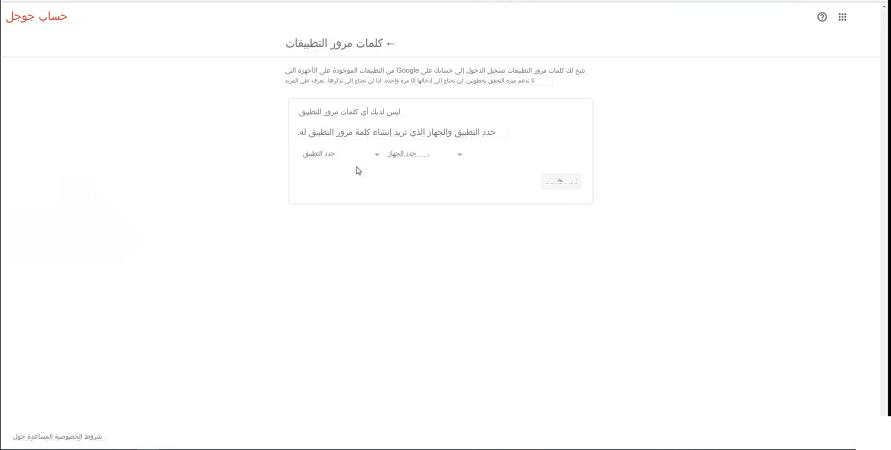 حساب جوجل
← كلمات مرور التطبيقات
تتيح لك كلمات مرور التطبيقات تسجيل الدخول إلى حسابك على Google من التطبيقات الموجودة على الأجهزة التي
لا تدعم ميزة التحقق بخطوتين. لن تحتاج إلى إدخالها إلا مرة واحدة، لذا لن تحتاج إلى تذكرها. تعرف على المزيد
ليس لديك أي كلمات مرور للتطبيق.
حدد التطبيق والجهاز الذي تريد إنشاء كلمة مرور التطبيق له.
حدد التطبيق
حدد الجهاز
شروط الخصوصية المساعدة حول